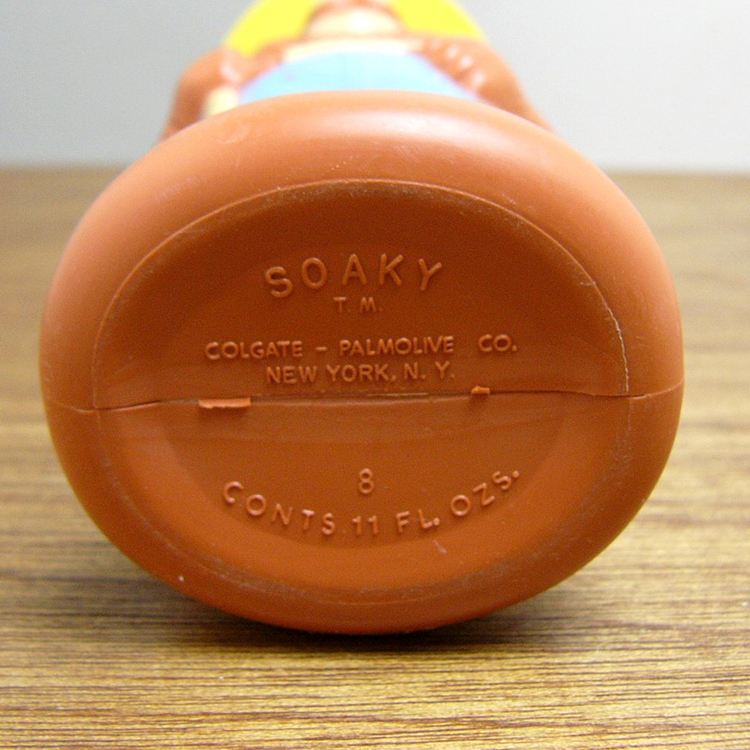 SOAKY
T.M.
COLGATE - PALMOLIVE CO.
NEW YORK, N. Y.
8
CONTS. 11 FL. OZS.